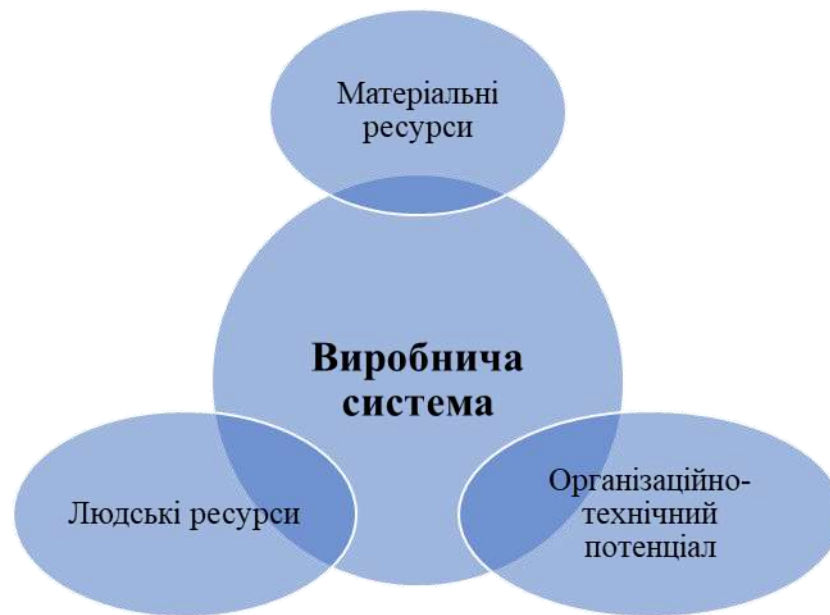 Матеріальні
ресурси
Виробнича
система
Людські ресурси
Організаційно-
технічний
потенціал